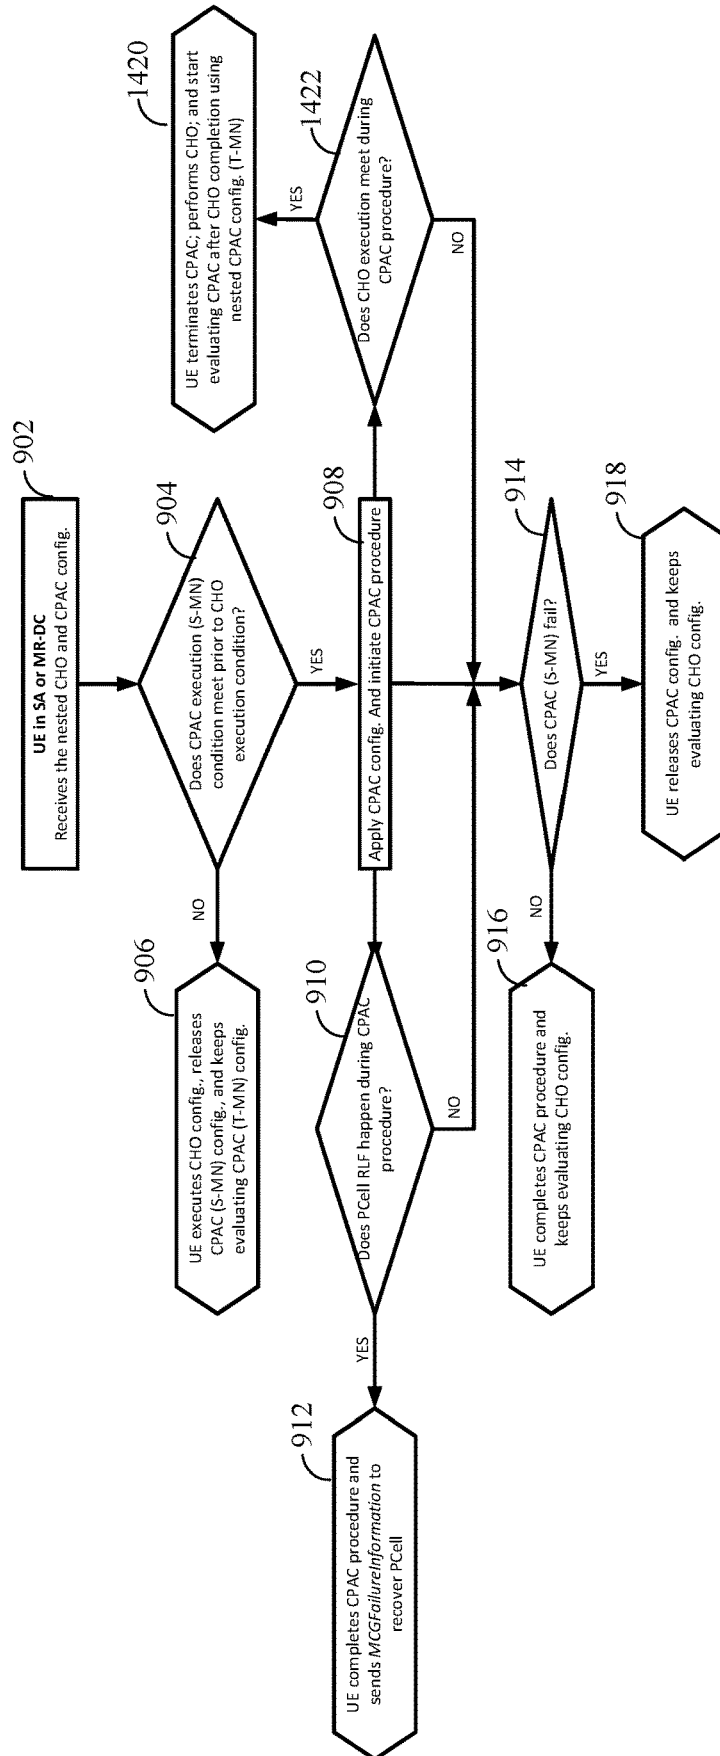 902
UE in SA or MR-DC
Receives the nested CHO and CPAC config.
904
Does CPAC execution (S-MN)
condition meet prior to CHO
execution condition?
NO
YES
906
UE executes CHO config., releases
CPAC (S-MN) config., and keeps
evaluating CPAC (T-MN) config.
908
Apply CPAC config. And initiate CPAC procedure
910
Does PCell RLF happen during CPAC
procedure?
YES
NO
912
UE completes CPAC procedure and
sends MCGFailureInformation to
recover PCell
1422
Does CHO execution meet during
CPAC procedure?
YES
NO
1420
UE terminates CPAC; performs CHO; and start
evaluating CPAC after CHO completion using
nested CPAC config. (T-MN)
914
Does CPAC (S-MN) fail?
NO
YES
916
UE completes CPAC procedure and
keeps evaluating CHO config.
918
UE releases CPAC config. and keeps
evaluating CHO config.